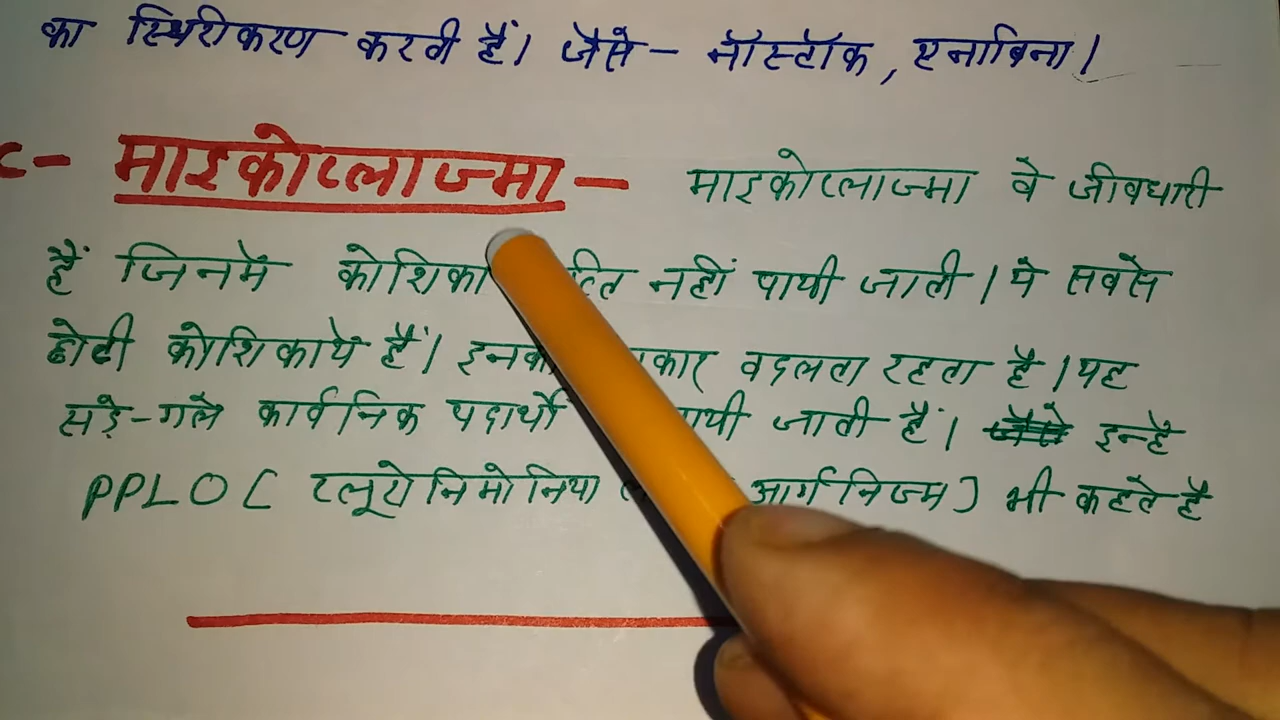 का स्थिरीकरण करती हैं। जैसे - नॉस्टॉक, एनाबिना।
C- माइकोप्लाज्मा - माइकोप्लाज्मा वे जीवधारी
हैं जिनमें कोशिका नहीं पायी जाती। ये सबसे
छोटी कोशिकायें हैं। बदलता रहता है। यह
सड़े-गले कार्बनिक पदार्थों जाती हैं। इन्हें
PPLO ( प्लूरोनिमोनिया आर्गनिज्म) भी कहते है